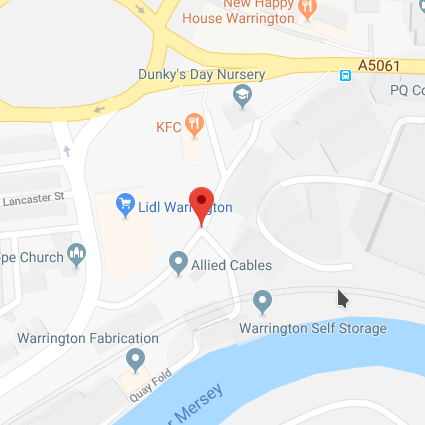 New Happy
House Warrington
A5061
Dunky's Day Nursery
PQ Co
KFC
Lancaster St
Lidl Warrington
ope Church
Allied Cables
Warrington Self Storage
Warrington Fabrication
Quay Fold
r Mersey